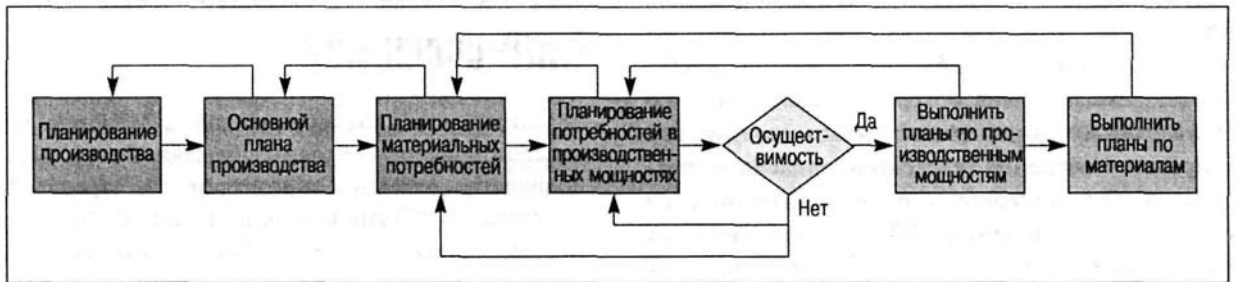 Планирование
производства
Основной
плана
производства
Планирование
материальных
потребностей
Планирование
потребностей в
производствен-
ных мощностях
Осущест-
вимость
Да
Нет
Выполнить
планы по про-
изводственным
мощностям
Выполнить
планы по
материалам